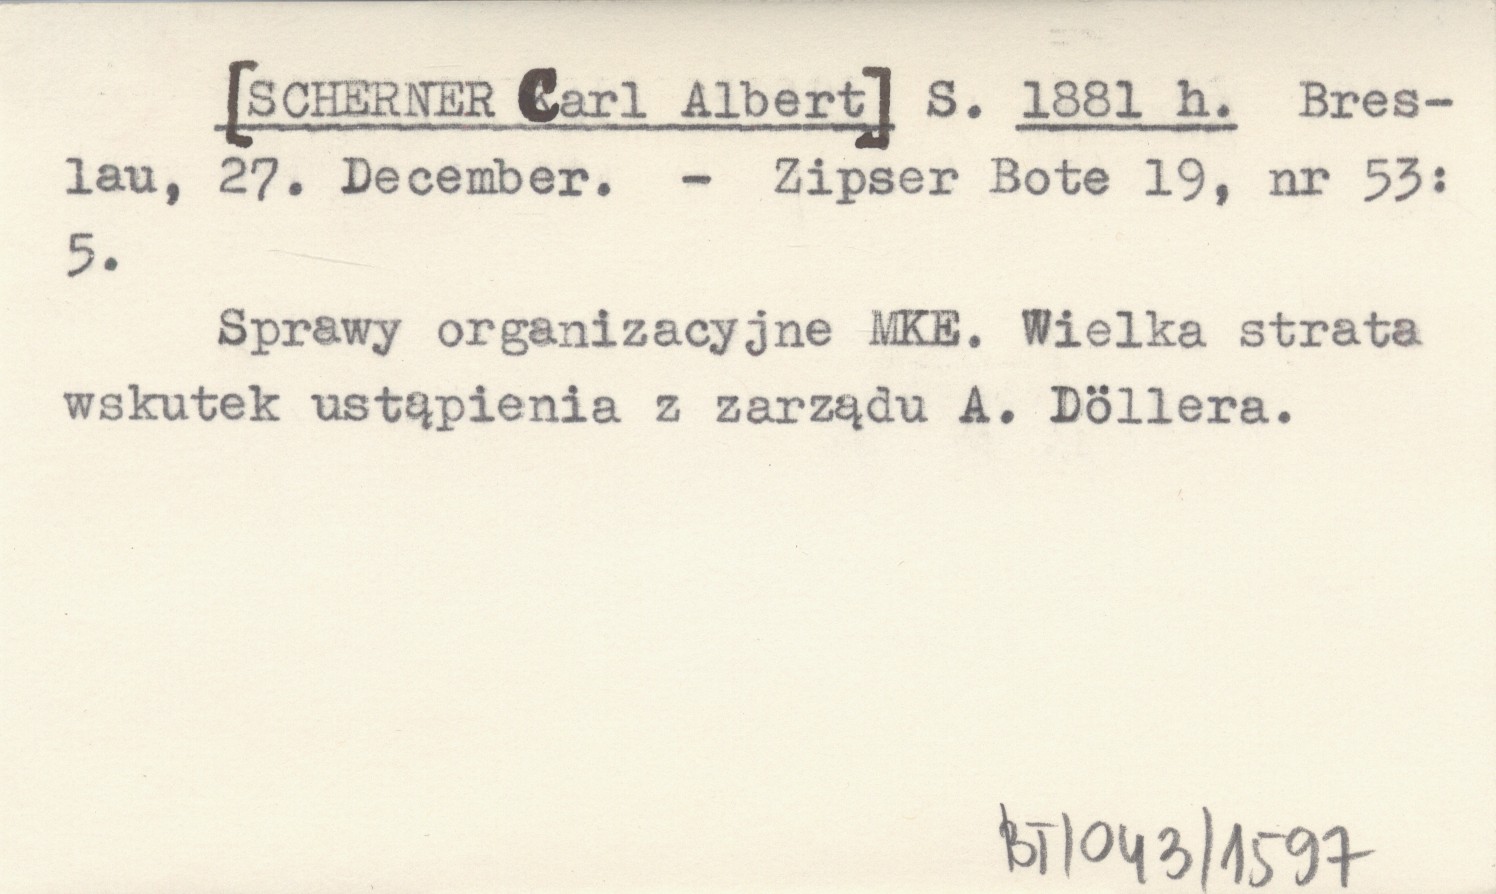 [SCHERNER Carl Albert] S. 1881 h. Bres-
lau, 27. December. - Zipser Bote 19, nr 53:
5.
Sprawy organizacyjne MKE. Wielka strata
wskutek ustąpienia z zarządu A. Döllera.
BT/043/1597